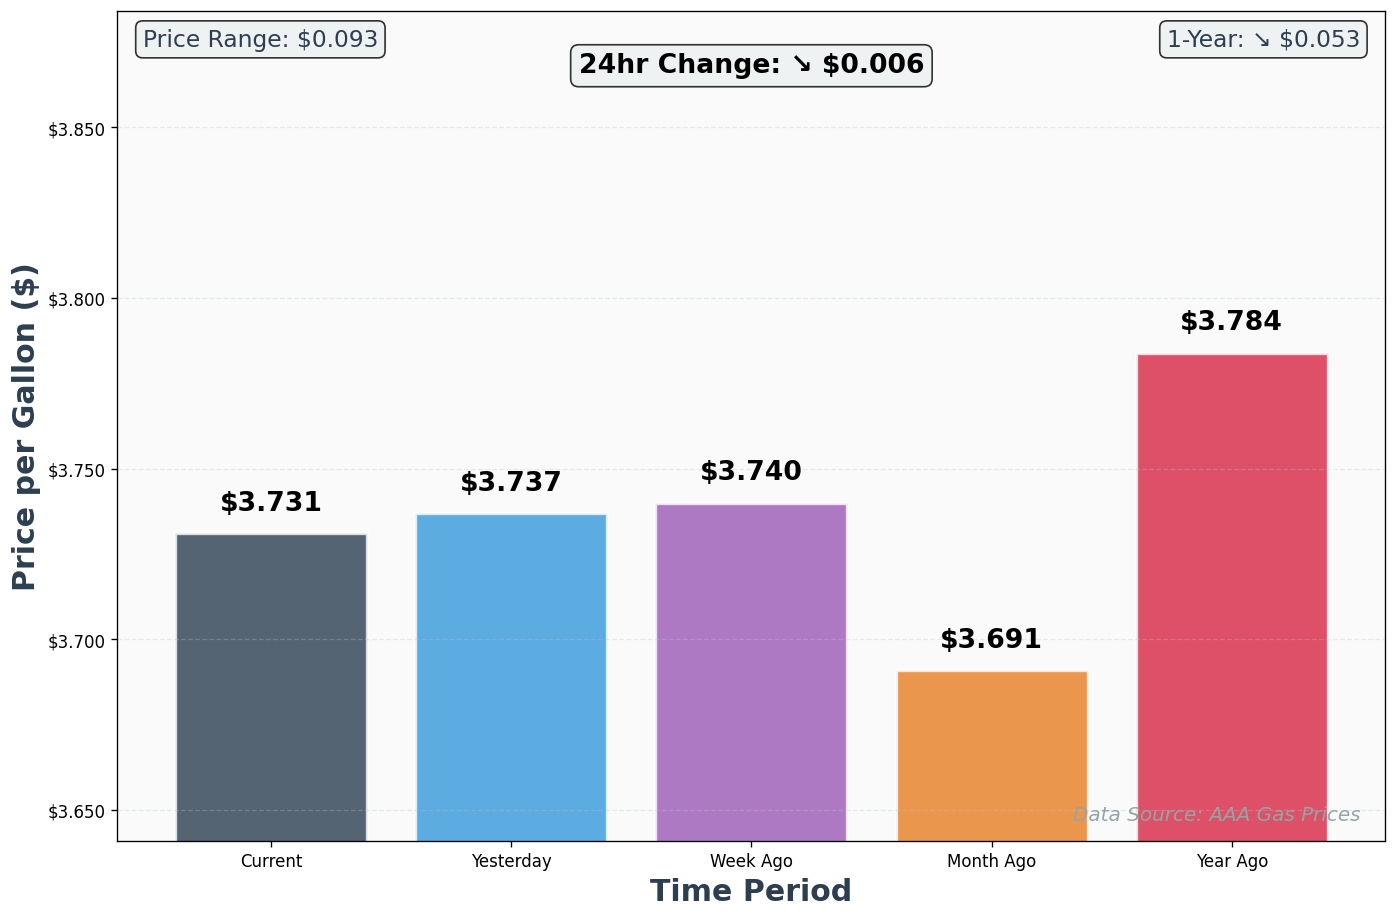 Price Range: $0.093
24hr Change: ↘ $0.006
1-Year: ↘ $0.053
Price per Gallon ($)
$3.850
$3.800
$3.750
$3.700
$3.650
$3.731
$3.737
$3.740
$3.691
$3.784
Data Source: AAA Gas Prices
Current
Yesterday
Week Ago
Month Ago
Year Ago
Time Period